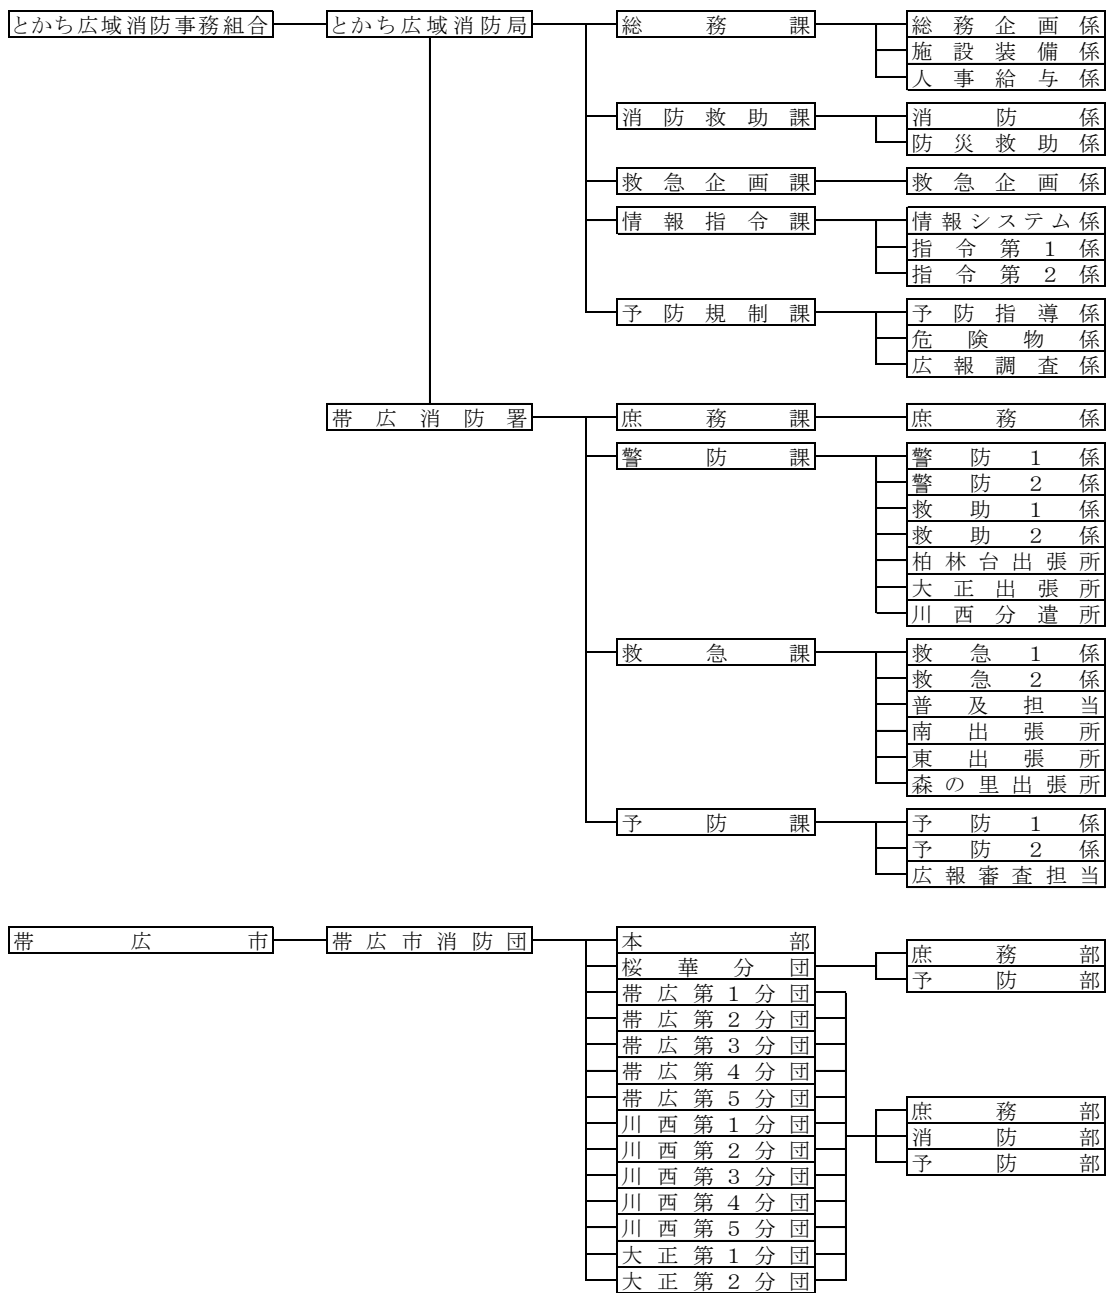 とかち広域消防事務組合 とかち広域消防局 総務課 総務企画係
施設装備係
人事給与係
消防救助課 消防係
防災救助係
救急企画課 救急企画係
情報指令課 情報システム係
指令第1係
指令第2係
予防規制課 予防指導係
危険物係
広報調査係
帯広消防署 庶務課 庶務係
警防課 警防1係
警防2係
救助1係
救助2係
柏林台出張所
大正出張所
川西分遣所
救急課 救急1係
救急2係
普及担当
南出張所
東出張所
森の里出張所
予防課 予防1係
予防2係
広報審査担当
帯広市 帯広市消防団 本部
庶務部
桜華分団
予防部
帯広第1分団
帯広第2分団
帯広第3分団
帯広第4分団
帯広第5分団
庶務部
川西第1分団
消防部
川西第2分団
予防部
川西第3分団
川西第4分団
川西第5分団
大正第1分団
大正第2分団